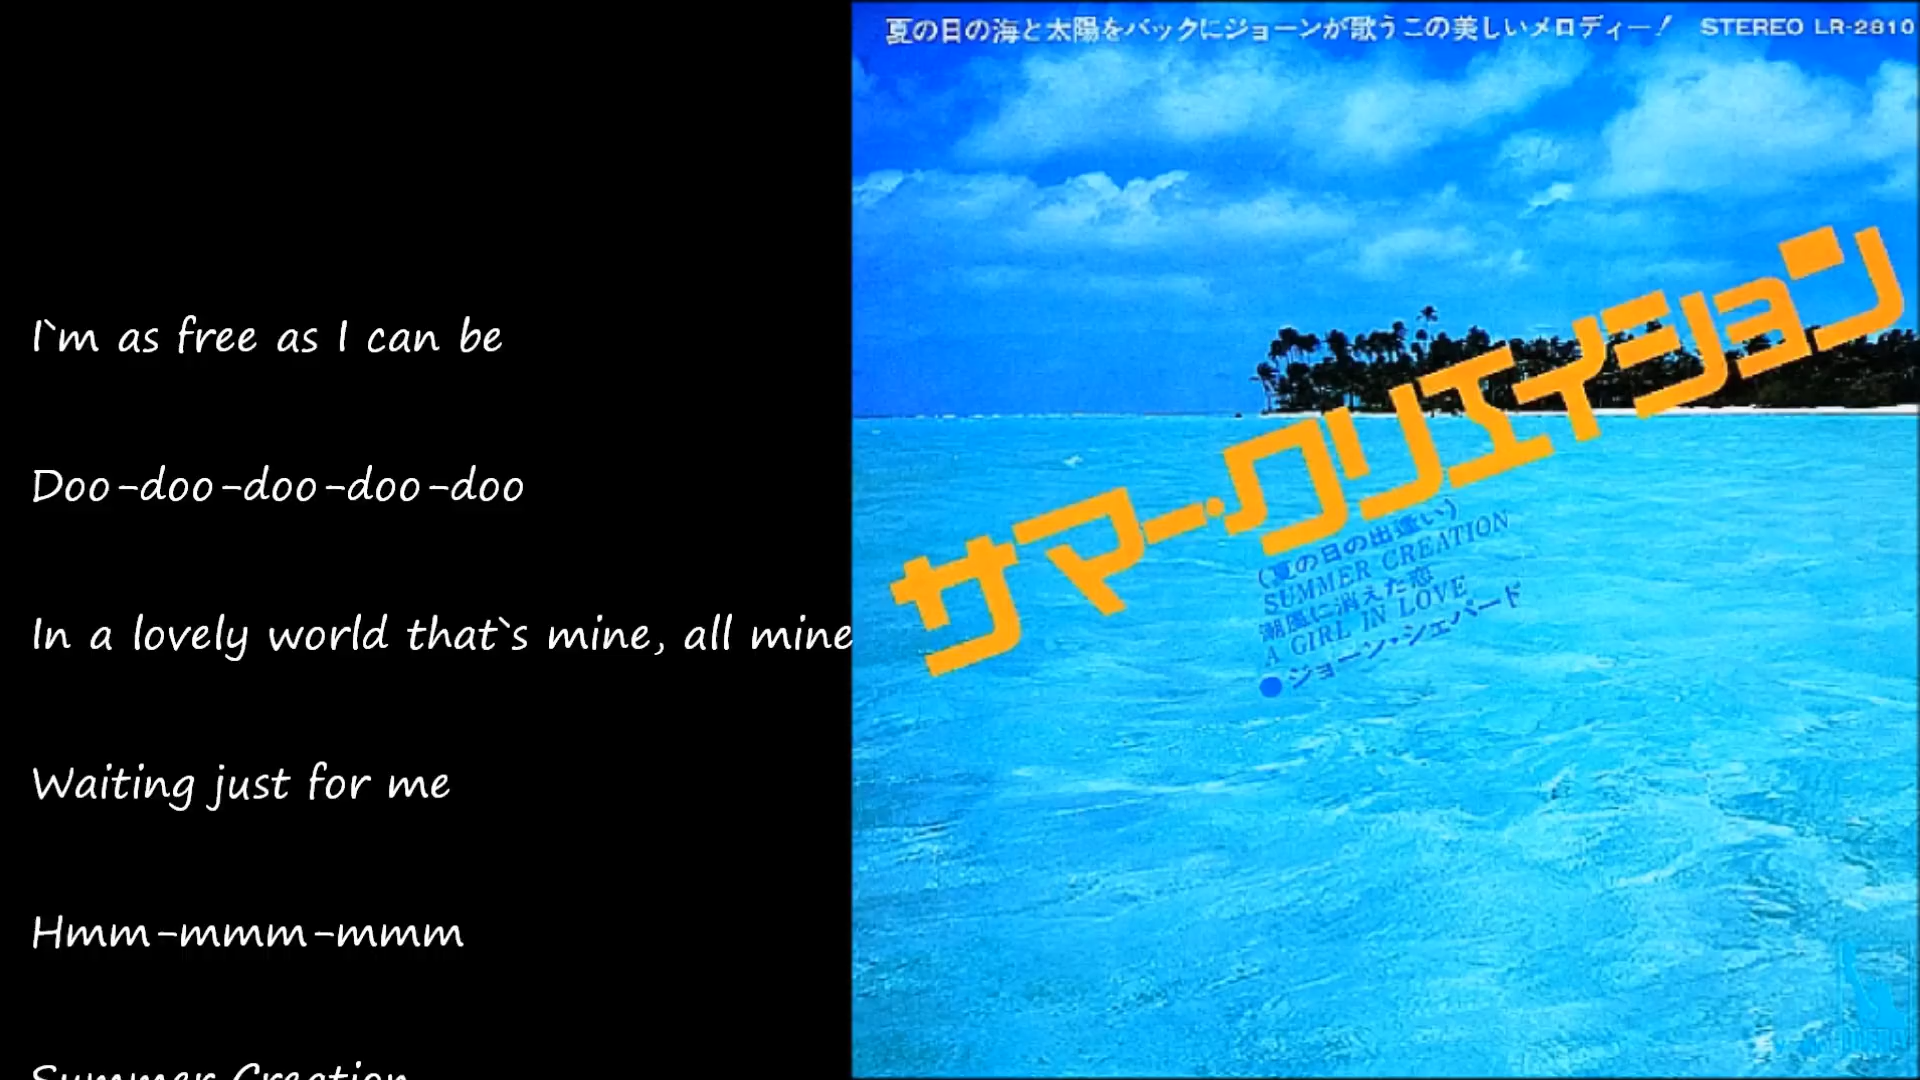 I`m as free as I can be
Doo-doo-doo-doo-doo
In a lovely world that`s mine, all mine
Waiting just for me
Hmm-mmm-mmm
Summer Creation
夏の日の海と太陽をバックにジョーンが歌うこの美しいメロディー! STEREO LR-2810
サマー・クリエイション
(夏の日の出逢い)
SUMMER CREATION
潮風に消えた恋
A GIRL IN LOVE
●ジョーン・シェパード